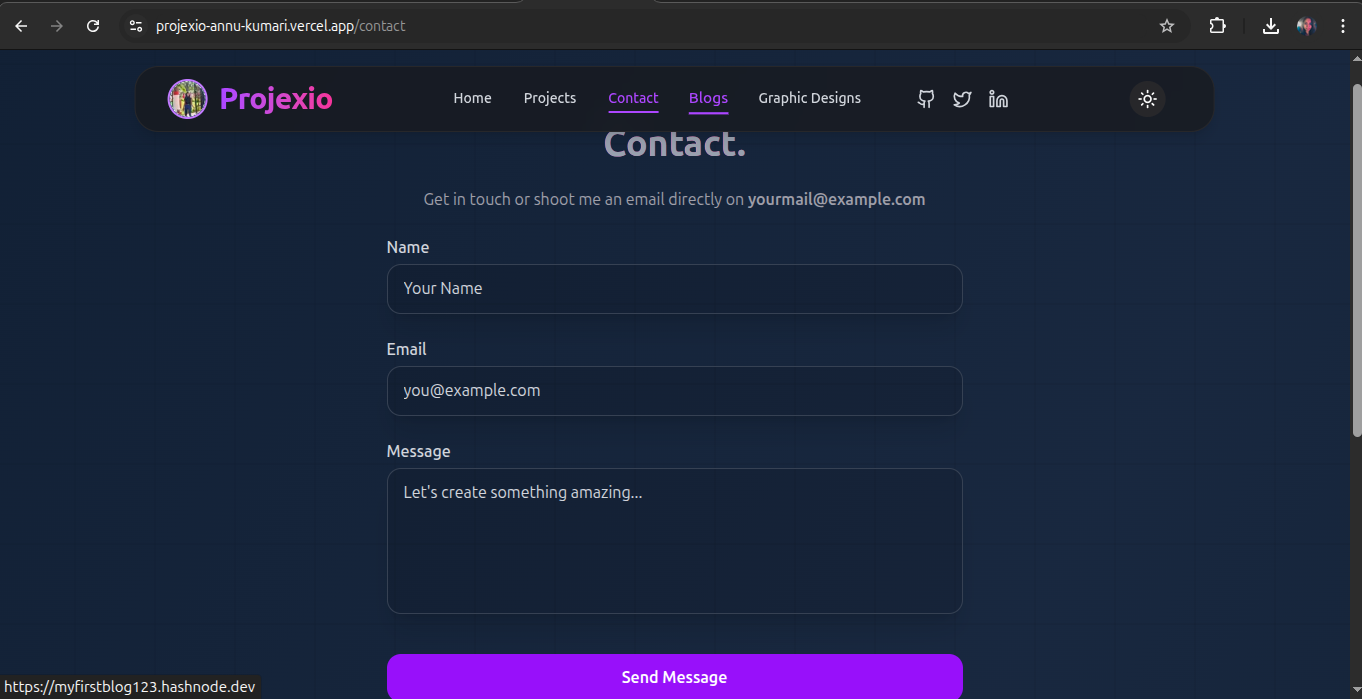 projexio-annu-kumari.vercel.app/contact
Projexio Home Projects Contact Blogs Graphic Designs
Contact.
Get in touch or shoot me an email directly on yourmail@example.com
Name
Your Name
Email
you@example.com
Message
Let's create something amazing...
Send Message
https://myfirstblog123.hashnode.dev